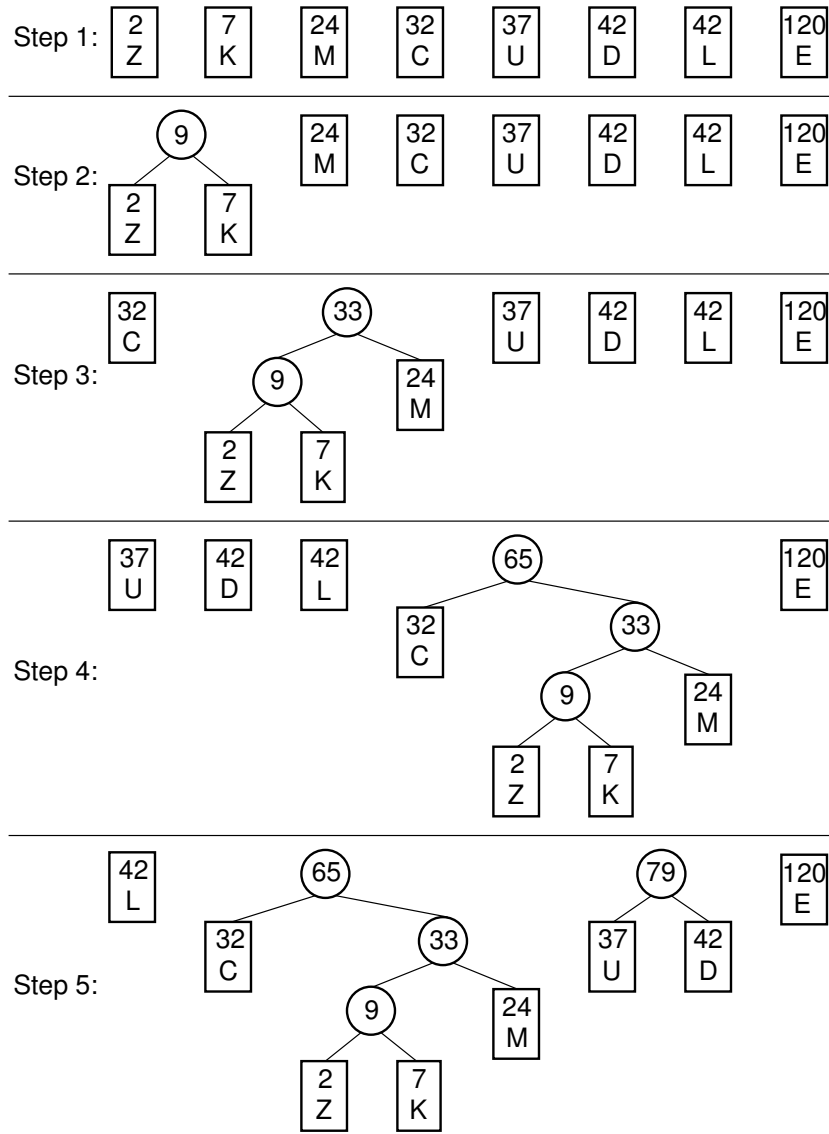 Step 1: 2 7 24 32 37 42 42 120
Z K M C U D L E
9 24 32 37 42 42 120
M C U D L E
Step 2:
2 7
Z K
32 33 37 42 42 120
C U D L E
Step 3: 9 24
M
2 7
Z K
37 42 42 65 120
U D L E
32 33
C
Step 4: 9 24
M
2 7
Z K
42 65 79 120
L E
32 33 37 42
C U D
Step 5: 9 24
M
2 7
Z K